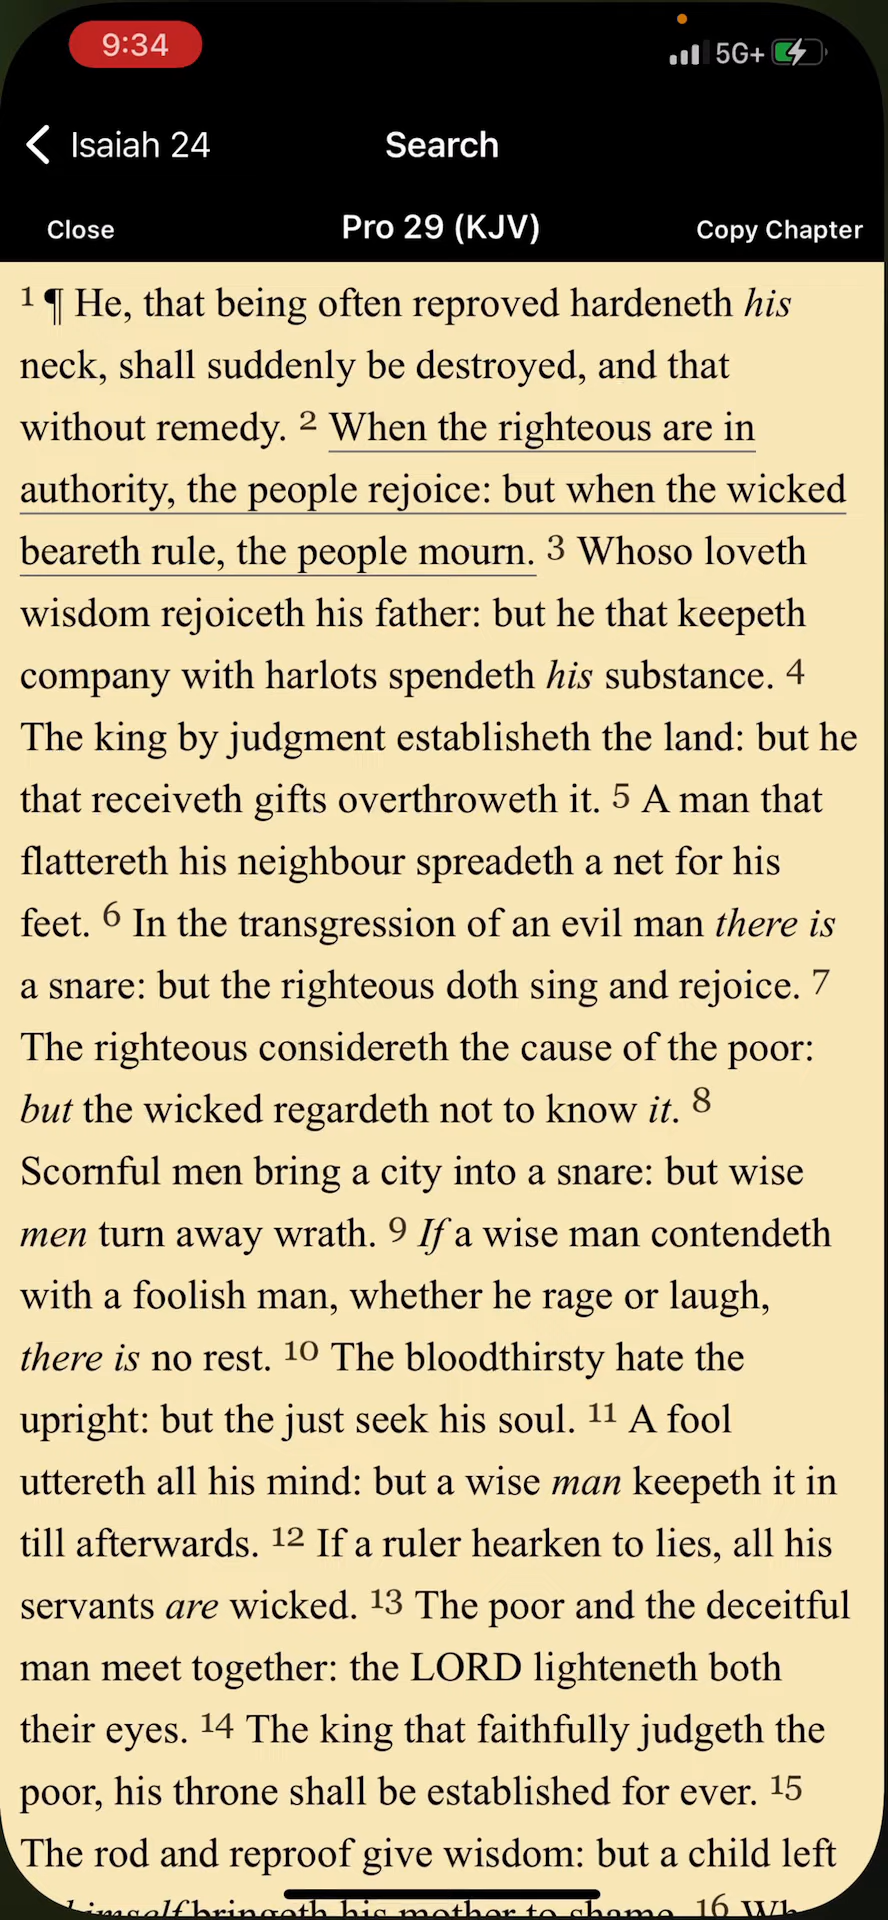 9:34
5G+
Isaiah 24 Search
Close Pro 29 (KJV) Copy Chapter
1 ¶ He, that being often reproved hardeneth his
neck, shall suddenly be destroyed, and that
without remedy. 2 When the righteous are in
authority, the people rejoice: but when the wicked
beareth rule, the people mourn. 3 Whoso loveth
wisdom rejoiceth his father: but he that keepeth
company with harlots spendeth his substance. 4
The king by judgment establisheth the land: but he
that receiveth gifts overthroweth it. 5 A man that
flattereth his neighbour spreadeth a net for his
feet. 6 In the transgression of an evil man there is
a snare: but the righteous doth sing and rejoice. 7
The righteous considereth the cause of the poor:
but the wicked regardeth not to know it. 8
Scornful men bring a city into a snare: but wise
men turn away wrath. 9 If a wise man contendeth
with a foolish man, whether he rage or laugh,
there is no rest. 10 The bloodthirsty hate the
upright: but the just seek his soul. 11 A fool
uttereth all his mind: but a wise man keepeth it in
till afterwards. 12 If a ruler hearken to lies, all his
servants are wicked. 13 The poor and the deceitful
man meet together: the LORD lighteneth both
their eyes. 14 The king that faithfully judgeth the
poor, his throne shall be established for ever. 15
The rod and reproof give wisdom: but a child left
himself bringeth his mother to shame. 16